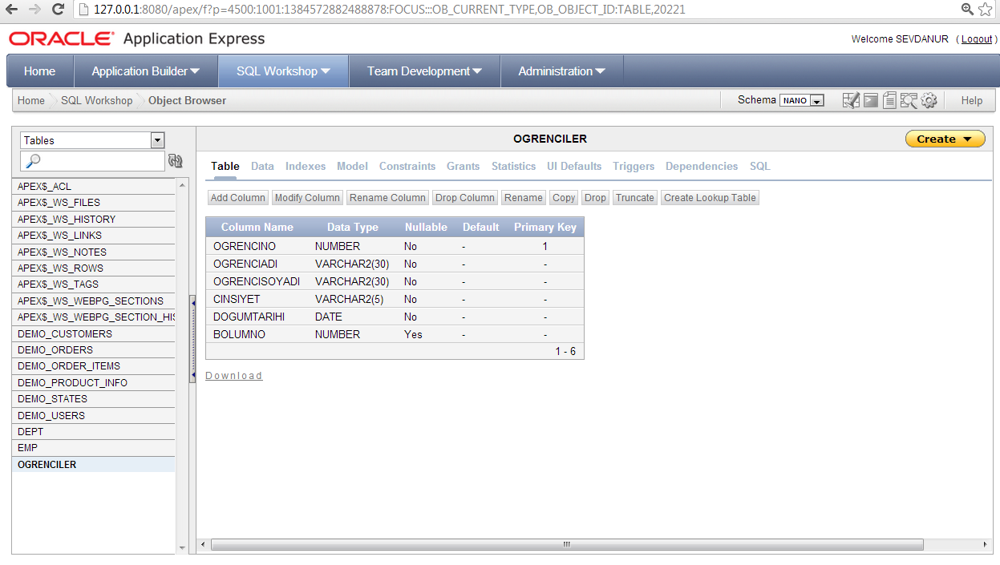 127.0.0.1:8080/apex/f?p=4500:1001:1384572882488878:FOCUS:::OB_CURRENT_TYPE,OB_OBJECT_ID:TABLE,20221
ORACLE® Application Express
Welcome SEVDANUR ( Logout )
Home Application Builder SQL Workshop Team Development Administration
Home SQL Workshop Object Browser Schema NANO Help
Tables
APEX$_ACL
APEX$_WS_FILES
APEX$_WS_HISTORY
APEX$_WS_LINKS
APEX$_WS_NOTES
APEX$_WS_ROWS
APEX$_WS_TAGS
APEX$_WS_WEBPG_SECTIONS
APEX$_WS_WEBPG_SECTION_HIS
DEMO_CUSTOMERS
DEMO_ORDERS
DEMO_ORDER_ITEMS
DEMO_PRODUCT_INFO
DEMO_STATES
DEMO_USERS
DEPT
EMP
OGRENCILER
OGRENCILER
Create
Table Data Indexes Model Constraints Grants Statistics UI Defaults Triggers Dependencies SQL
Add Column Modify Column Rename Column Drop Column Rename Copy Drop Truncate Create Lookup Table
Column Name Data Type Nullable Default Primary Key
OGRENCINO NUMBER No - 1
OGRENCIADI VARCHAR2(30) No - -
OGRENCISOYADI VARCHAR2(30) No - -
CINSIYET VARCHAR2(5) No - -
DOGUMTARIHI DATE No - -
BOLUMNO NUMBER Yes - -
1 - 6
Download